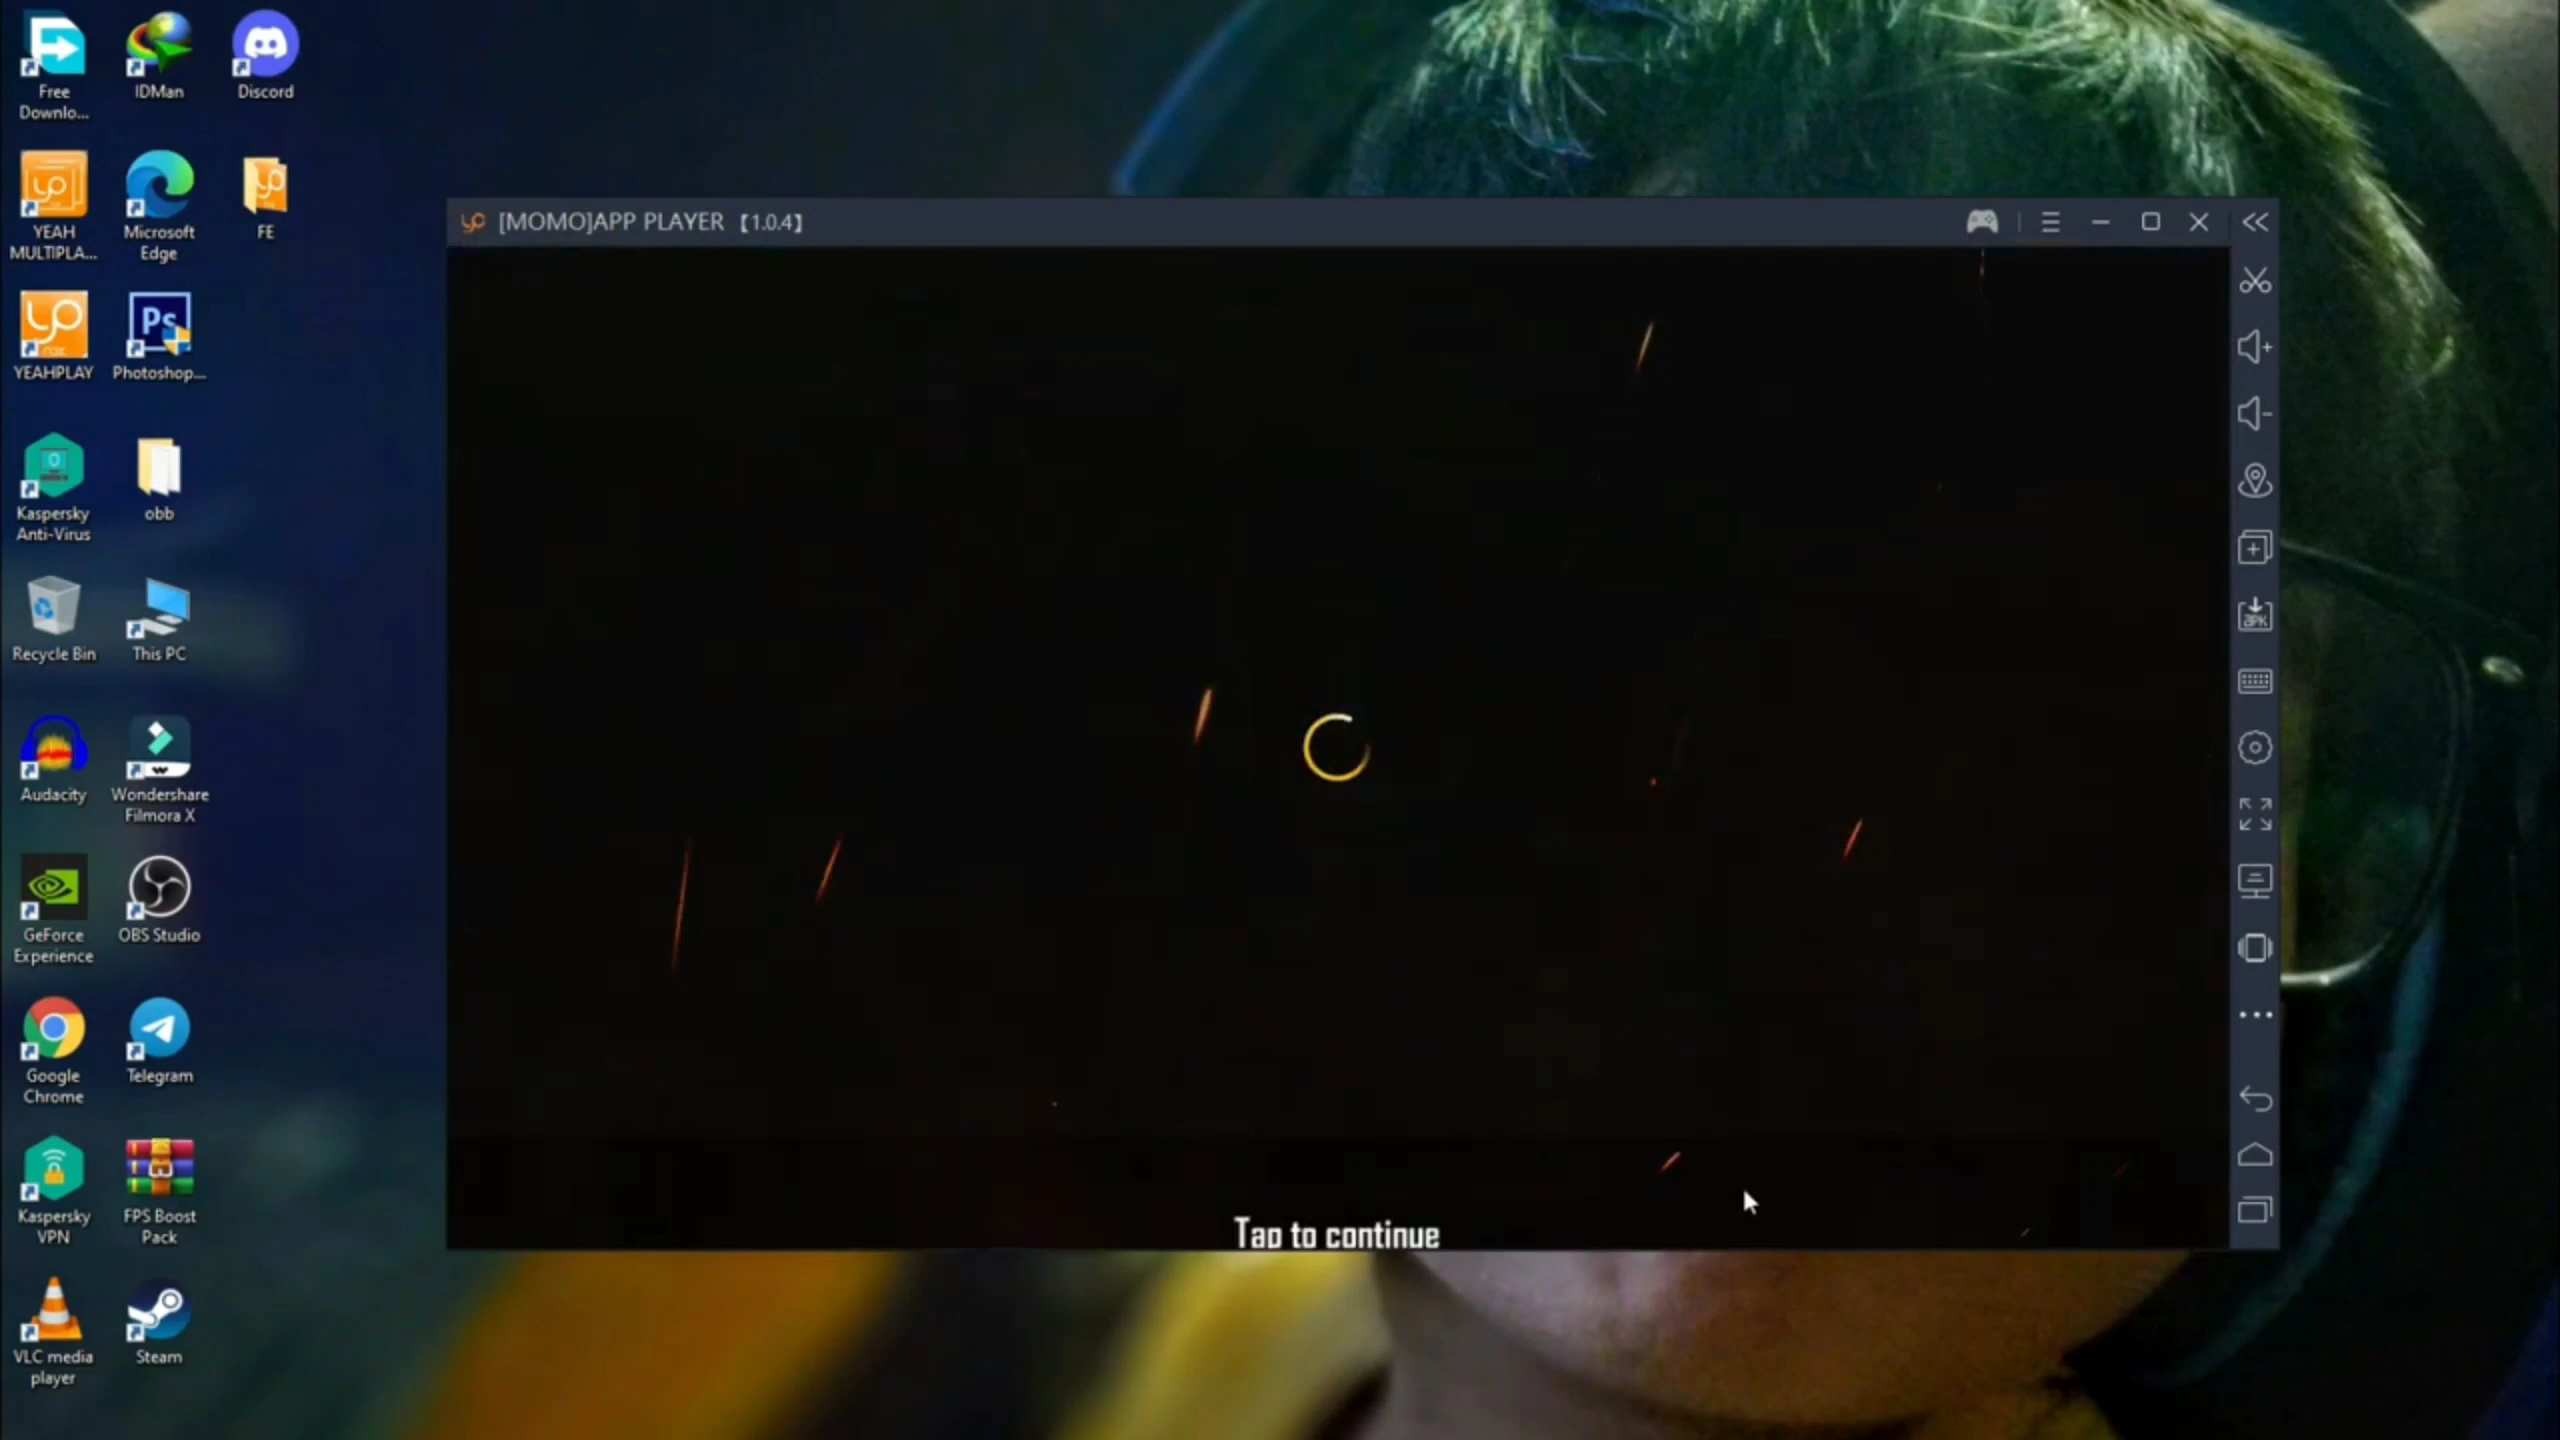 Free
Downlo...
IDMan
Discord
YEAH
MULTIPLA...
Microsoft
Edge
FE
[MOMO]APP PLAYER 【1.0.4】
YEAHPLAY
Photoshop...
Kaspersky
Anti-Virus
obb
APK
Recycle Bin
This PC
Audacity
Wondershare
Filmora X
GeForce
Experience
OBS Studio
Google
Chrome
Telegram
Kaspersky
VPN
FPS Boost
Pack
Tap to continue
VLC media
player
Steam